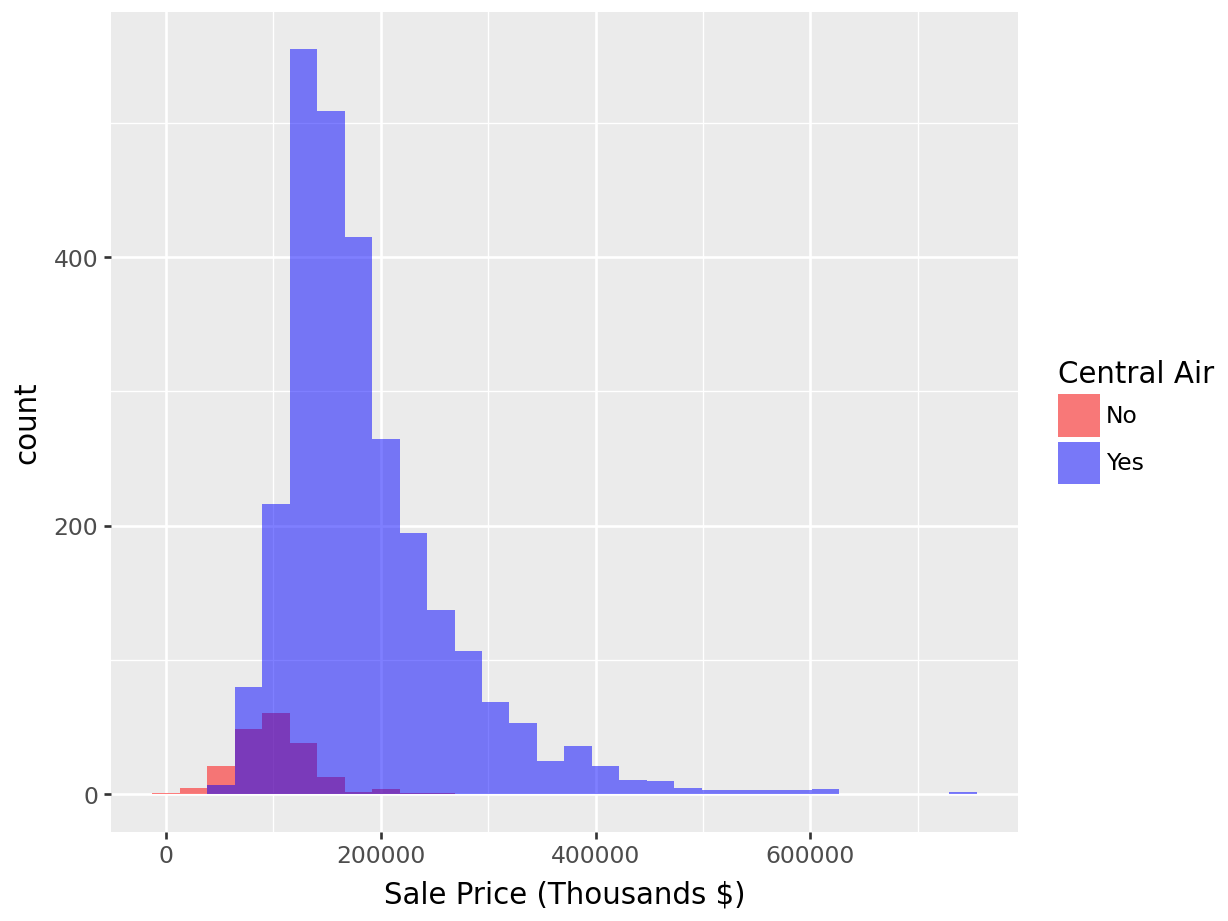 400
200
0
0
200000
400000
600000
Sale Price (Thousands $)
count
Central Air
No
Yes